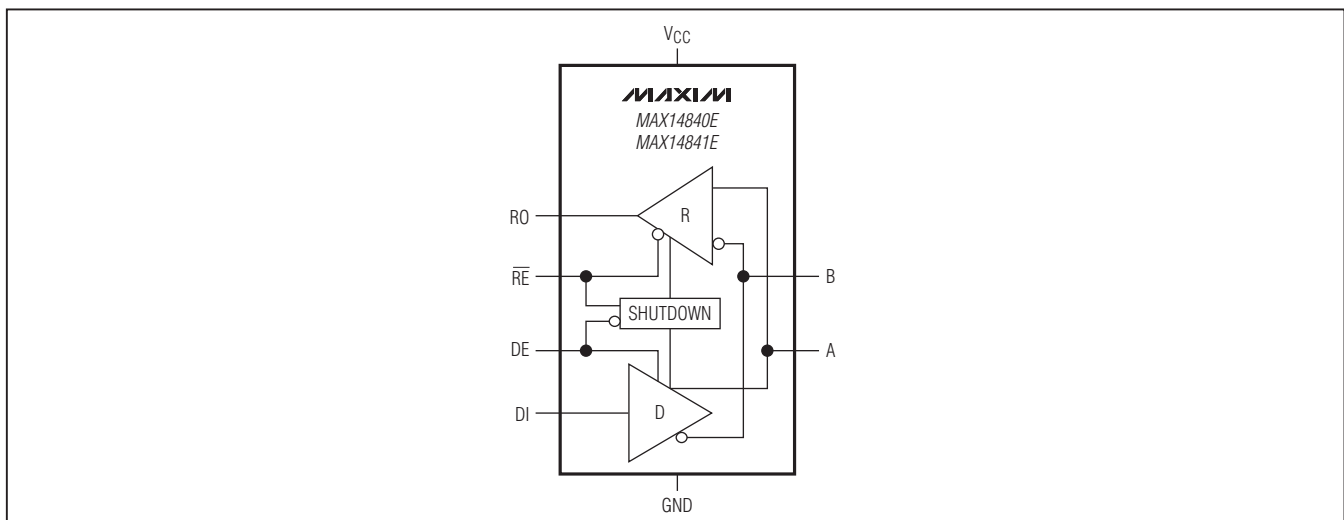 VCC
MAXIM
MAX14840E
MAX14841E
R
RO
RE
B
SHUTDOWN
DE
A
DI
D
GND